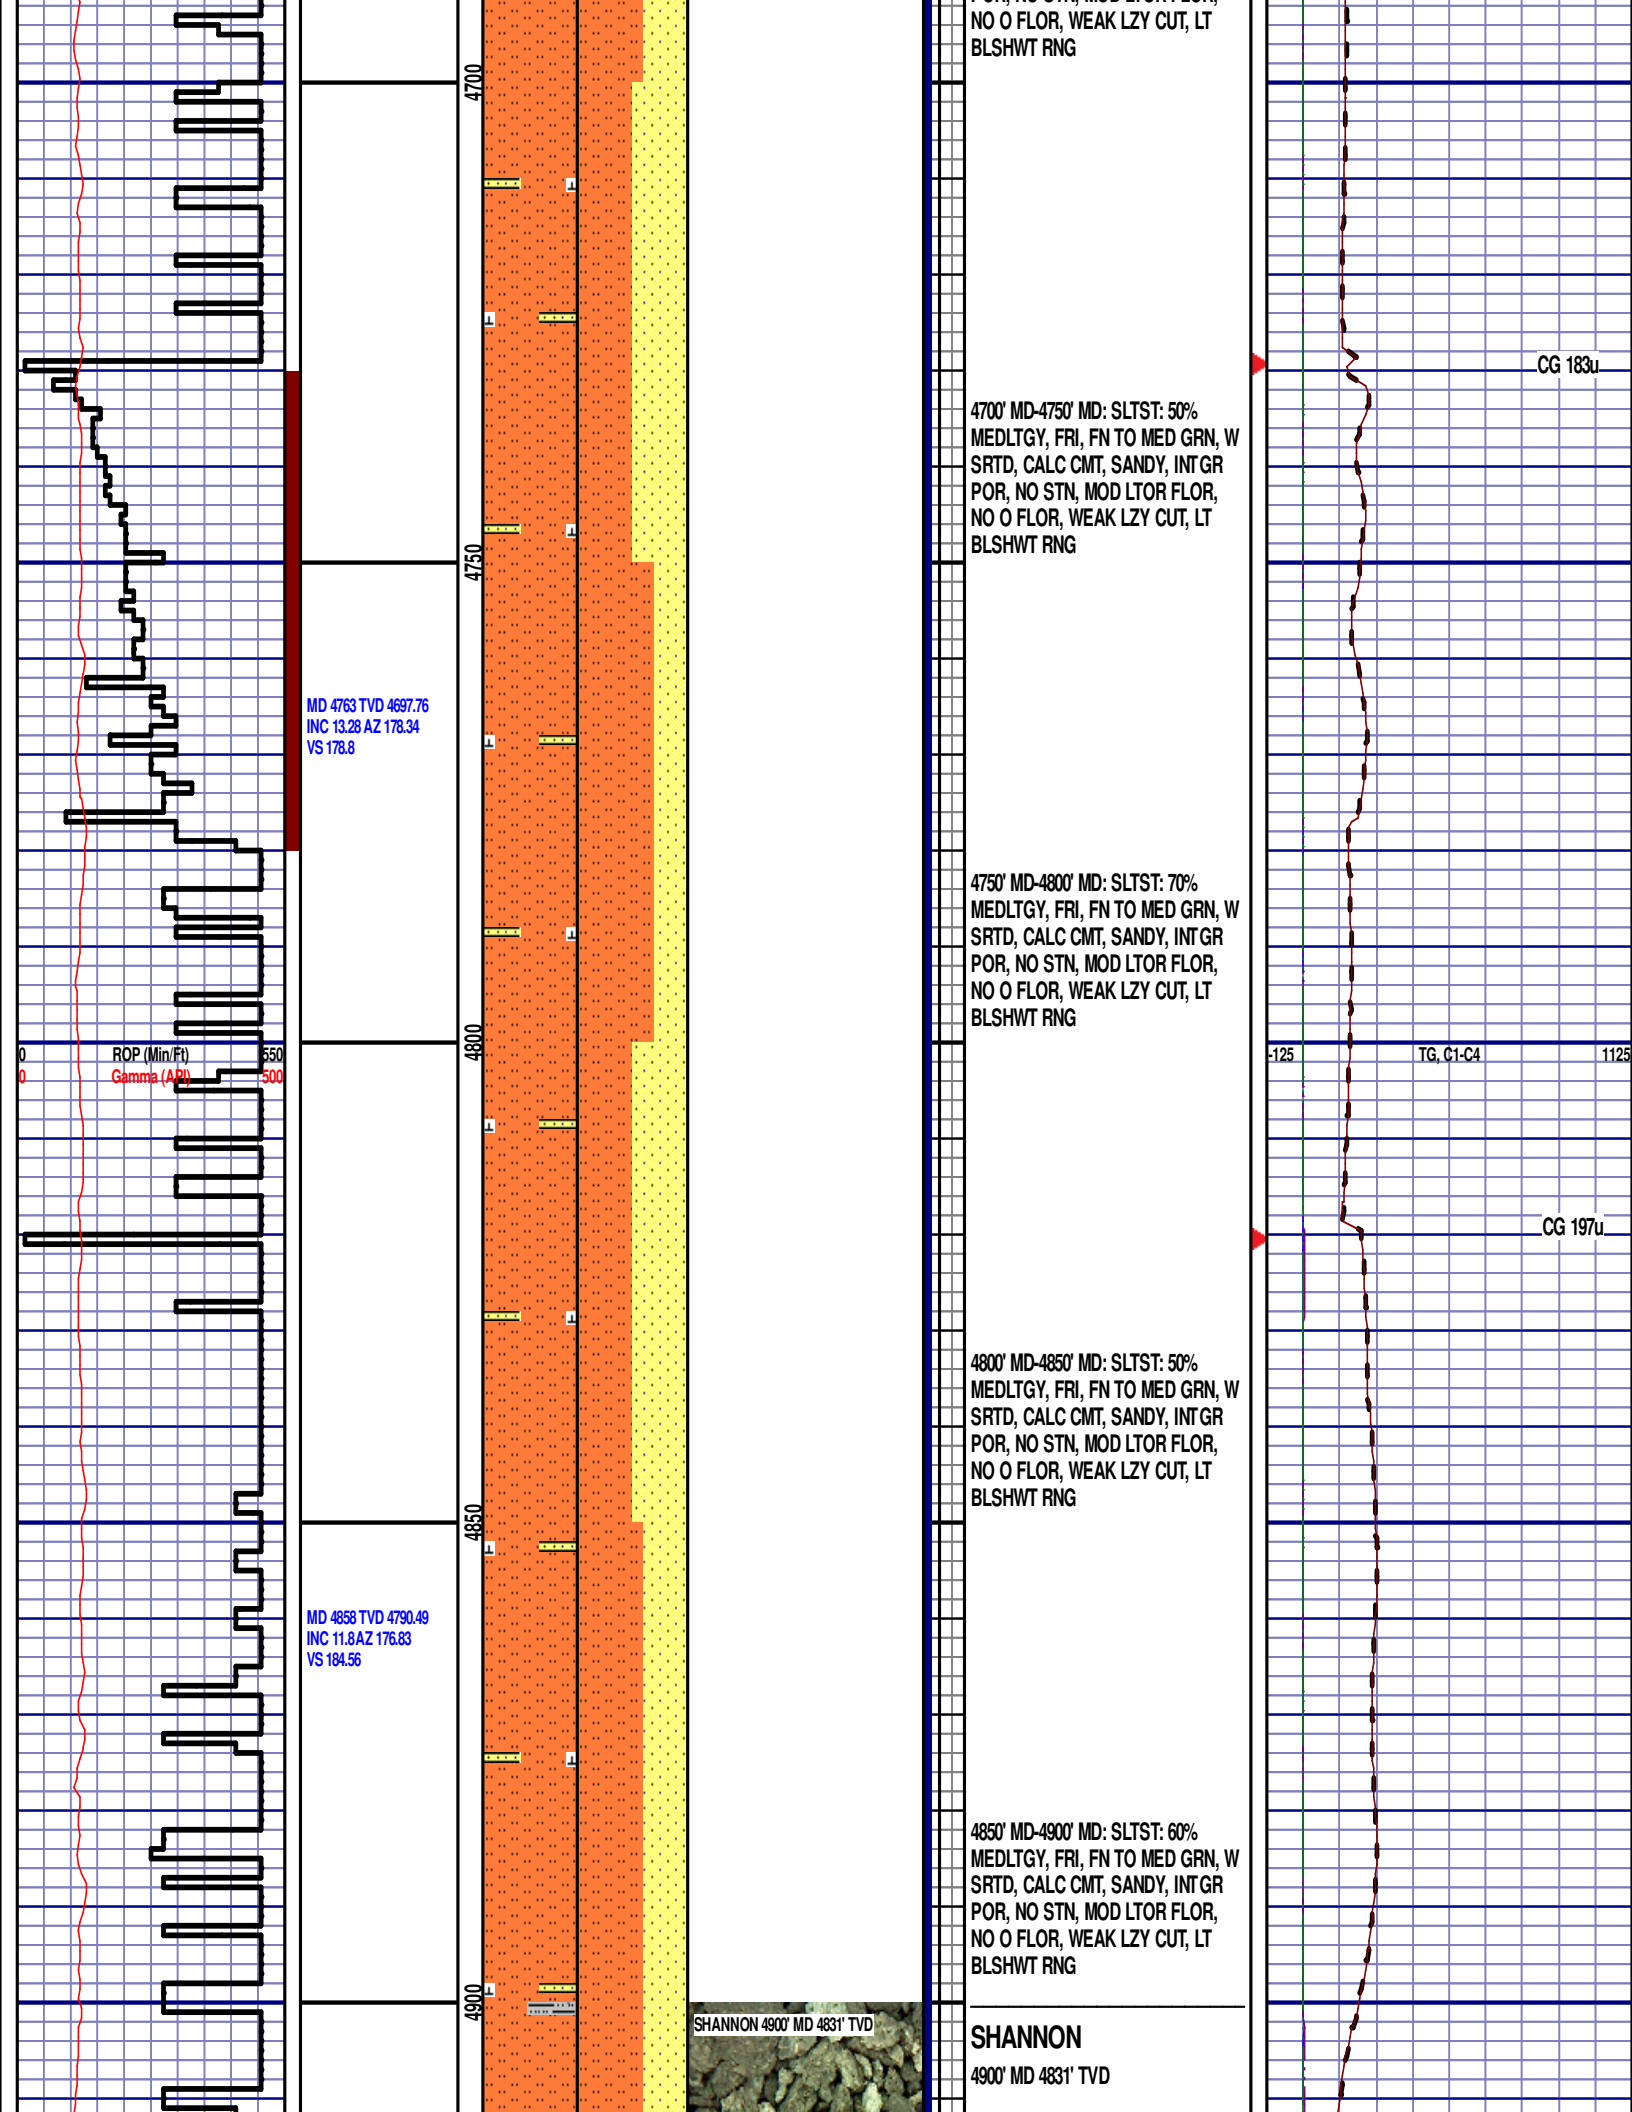 NO O FLOR, WEAK LZY CUT, LT
BLSHWT RNG
4700
CG 183u
4700' MD-4750' MD: SLTST: 50%
MEDLTGY, FRI, FN TO MED GRN, W
SRTD, CALC CMT, SANDY, INTGR
POR, NO STN, MOD LTOR FLOR,
NO O FLOR, WEAK LZY CUT, LT
BLSHWT RNG
4750
MD 4763 TVD 4697.76
INC 13.28 AZ 178.34
VS 178.8
4750' MD-4800' MD: SLTST: 70%
MEDLTGY, FRI, FN TO MED GRN, W
SRTD, CALC CMT, SANDY, INTGR
POR, NO STN, MOD LTOR FLOR,
NO O FLOR, WEAK LZY CUT, LT
BLSHWT RNG
4800
0 ROP (Min/Ft) 550
0 Gamma (API) 500
-125 TG, C1-C4 1125
CG 197u
4800' MD-4850' MD: SLTST: 50%
MEDLTGY, FRI, FN TO MED GRN, W
SRTD, CALC CMT, SANDY, INTGR
POR, NO STN, MOD LTOR FLOR,
NO O FLOR, WEAK LZY CUT, LT
BLSHWT RNG
4850
MD 4858 TVD 4790.49
INC 11.8 AZ 176.83
VS 184.56
4850' MD-4900' MD: SLTST: 60%
MEDLTGY, FRI, FN TO MED GRN, W
SRTD, CALC CMT, SANDY, INTGR
POR, NO STN, MOD LTOR FLOR,
NO O FLOR, WEAK LZY CUT, LT
BLSHWT RNG
4900
SHANNON 4900' MD 4831' TVD
SHANNON
4900' MD 4831' TVD